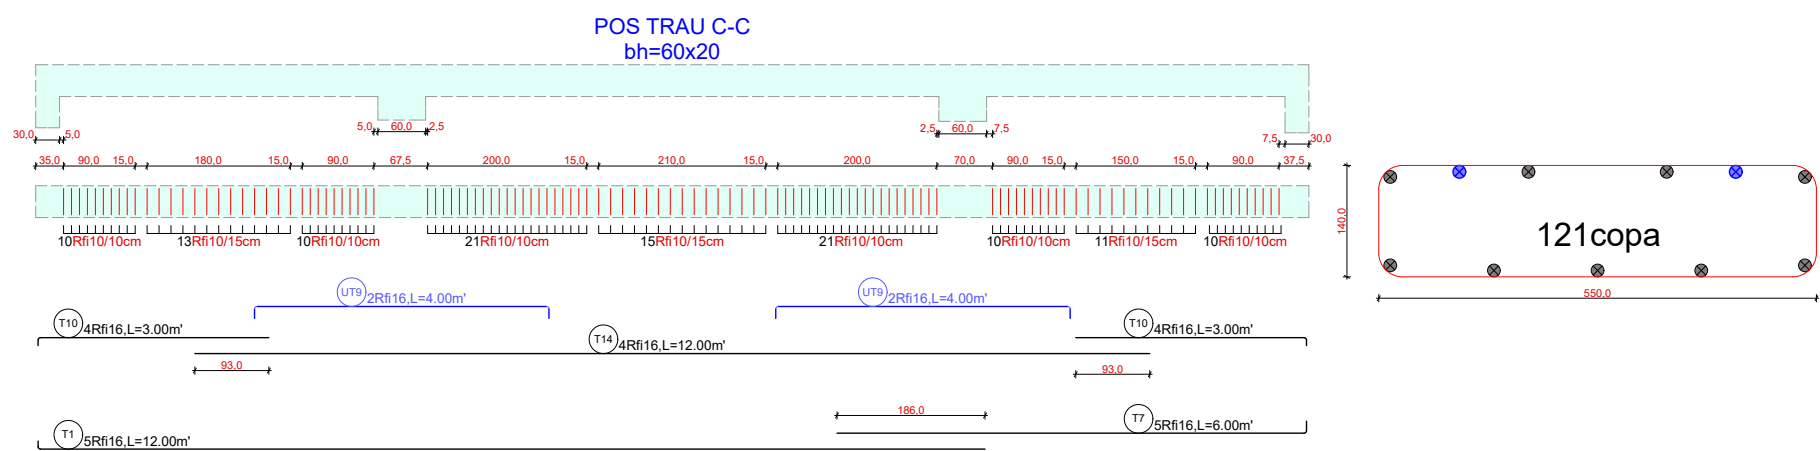 POS TRAU C-C
bh=60x20
30,0 5,0 5,0 60,0 2,5 2,5 60,0 7,5 7,5 30,0
35,0 90,0 15,0 180,0 15,0 90,0 67,5 200,0 15,0 210,0 15,0 200,0 70,0 90,0 15,0 150,0 15,0 90,0 37,5
10Rfi10/10cm 13Rfi10/15cm 10Rfi10/10cm 21Rfi10/10cm 15Rfi10/15cm 21Rfi10/10cm 10Rfi10/10cm 11Rfi10/15cm 10Rfi10/10cm
UT9 2Rfi16,L=4.00m' UT9 2Rfi16,L=4.00m'
T10 4Rfi16,L=3.00m' T10 4Rfi16,L=3.00m'
T14 4Rfi16,L=12.00m'
93,0 93,0
186,0
T7 5Rfi16,L=6.00m'
T1 5Rfi16,L=12.00m'
140,0
121copa
550,0